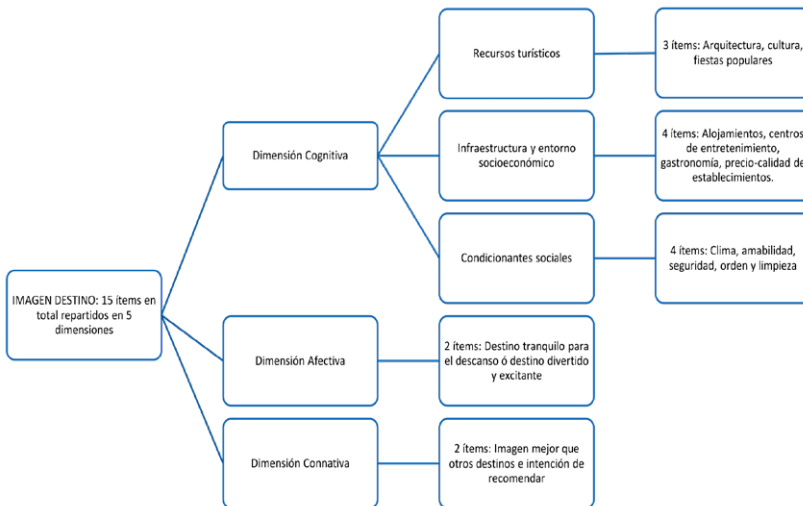 IMAGEN DESTINO: 15 ítems en
total repartidos en 5
dimensiones
Dimensión Cognitiva
Recursos turísticos
3 ítems: Arquitectura, cultura,
fiestas populares
Infraestructura y entorno
socioeconómico
4 ítems: Alojamientos, centros
de entretenimiento,
gastronomía, precio-calidad de
establecimientos.
Condicionantes sociales
4 ítems: Clima, amabilidad,
seguridad, orden y limpieza
Dimensión Afectiva
2 ítems: Destino tranquilo para
el descanso ó destino divertido
y excitante
Dimensión Connativa
2 ítems: Imagen mejor que
otros destinos e intención de
recomendar